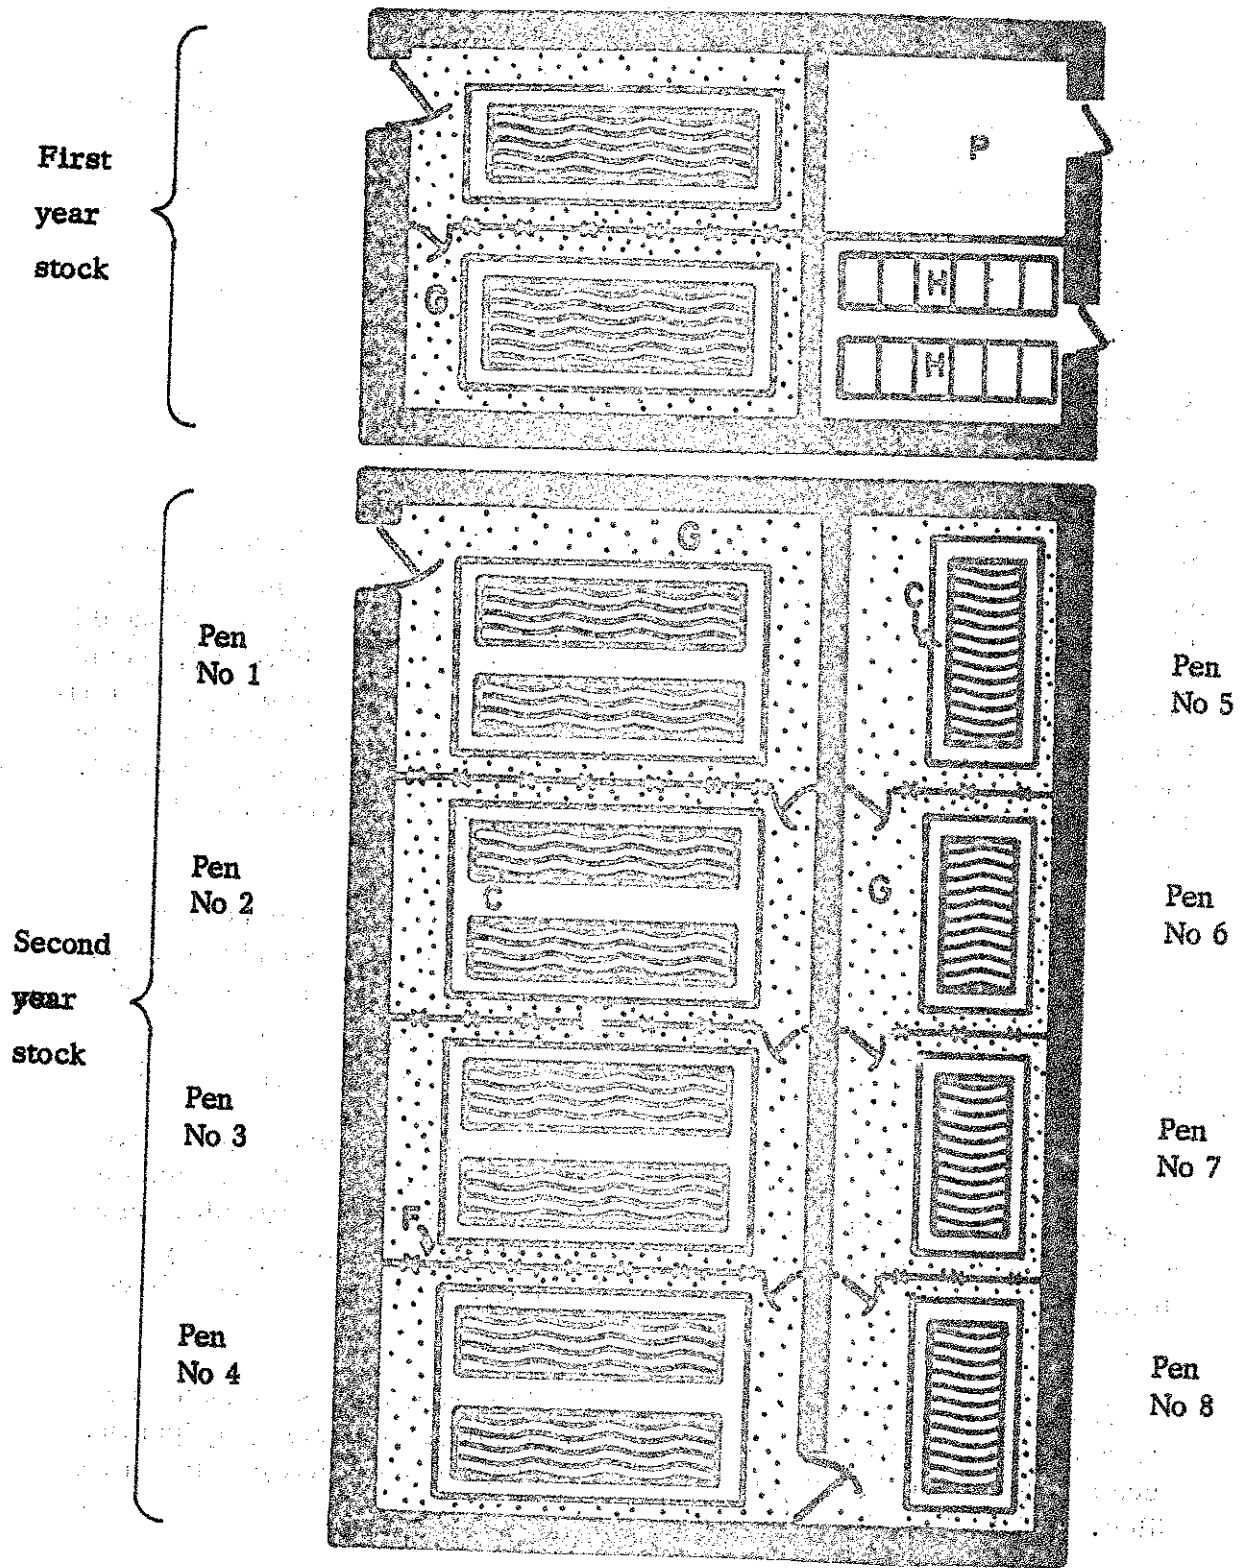 First
year
stock
P
G
H
H
G
C
Pen
No 1
Pen
No 5
Pen
No 2
C
G
Pen
No 6
Second
year
stock
Pen
No 3
Pen
No 7
F
Pen
No 4
Pen
No 8